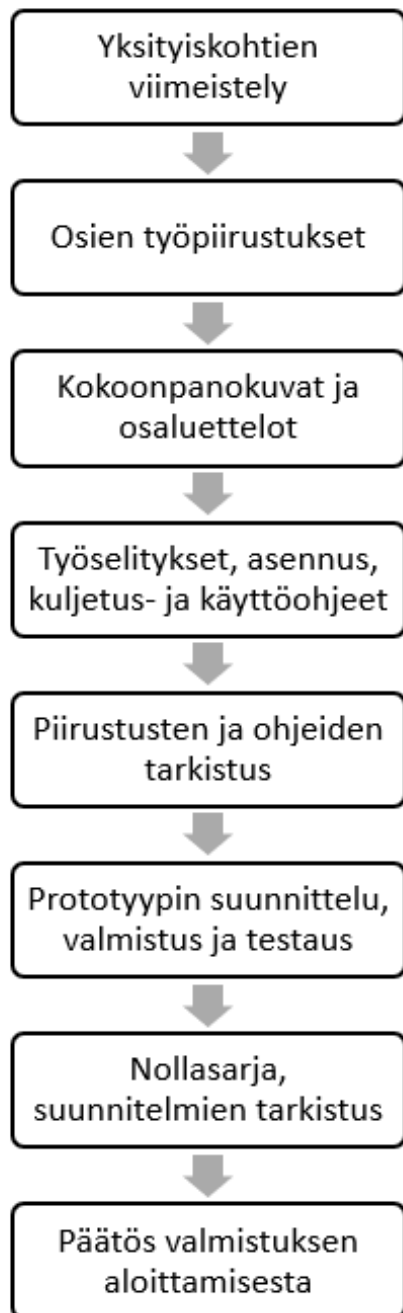 Yksityiskohtien
viimeistely
Osien työpiirustukset
Kokoonpanokuvat ja
osaluettelot
Työselitykset, asennus,
kuljetus- ja käyttöohjeet
Piirustusten ja ohjeiden
tarkistus
Prototyypin suunnittelu,
valmistus ja testaus
Nollasarja,
suunnitelmien tarkistus
Päätös valmistuksen
aloittamisesta